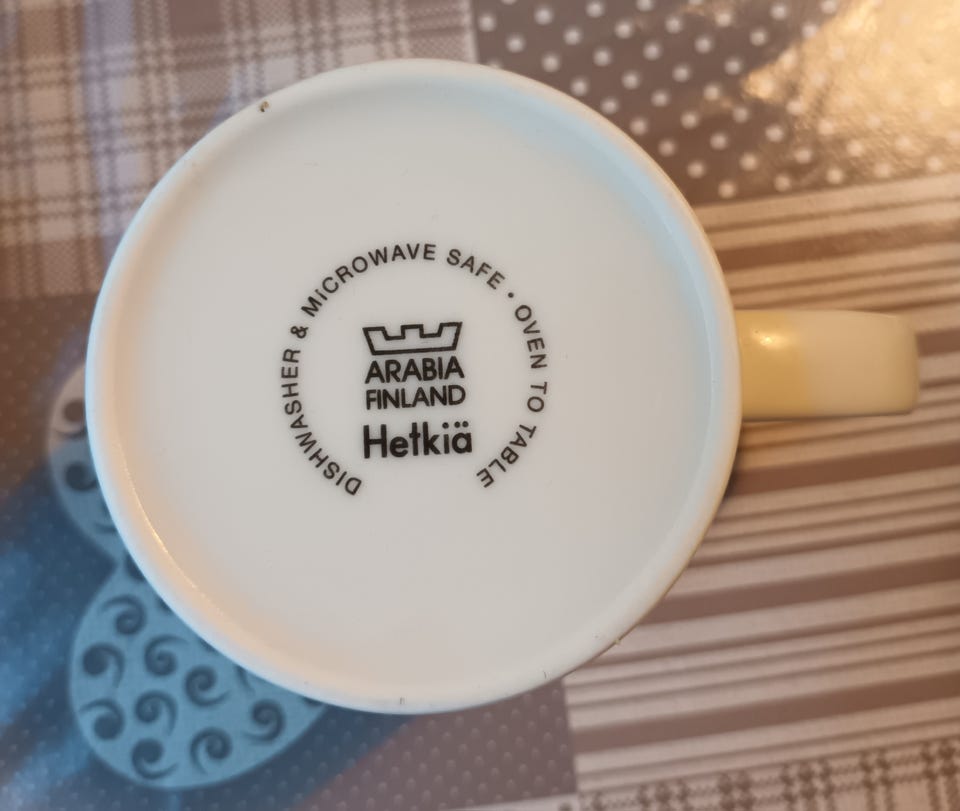 DISHWASHER & MiCROWAVE SAFE • OVEN TO TABLE
ARABIA
FINLAND
Hetkiä